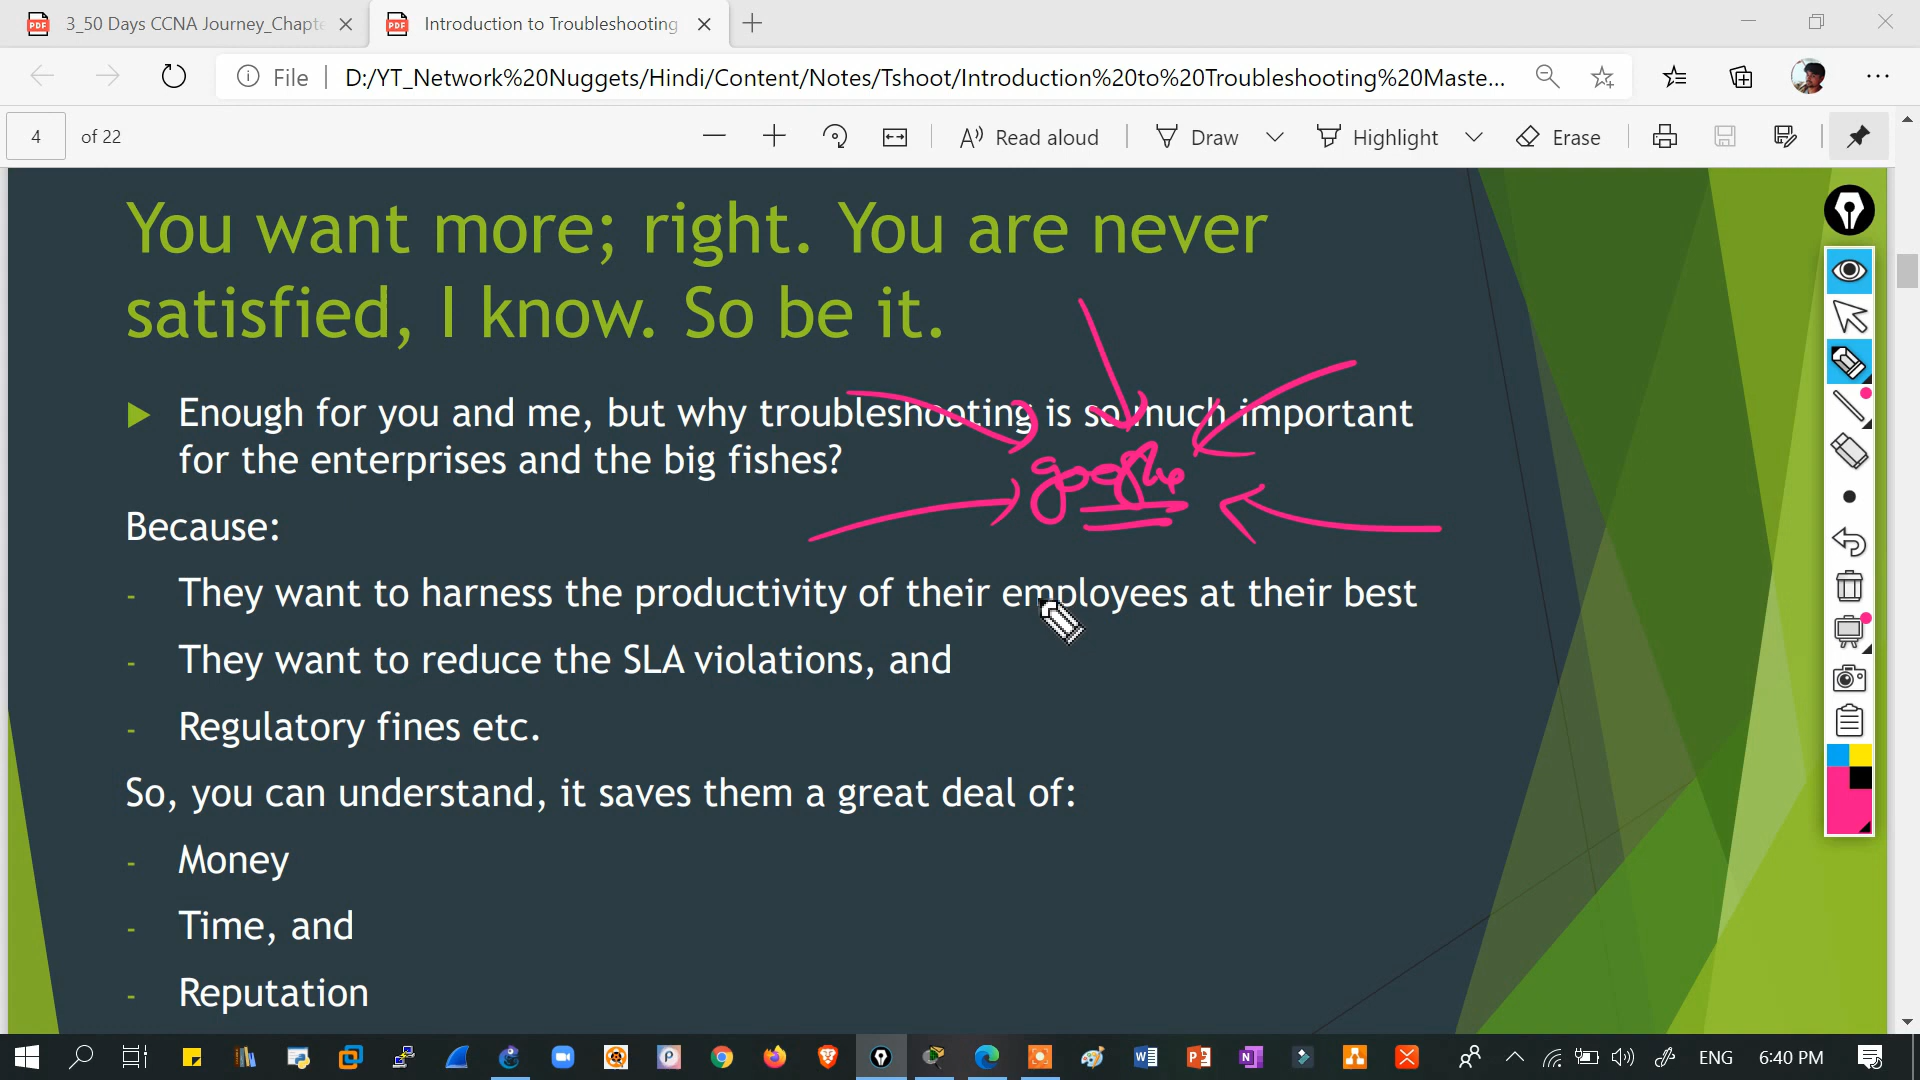 3_50 Days CCNA Journey_Chapte
Introduction to Troubleshooting
File
D:/YT_Network%20Nuggets/Hindi/Content/Notes/Tshoot/Introduction%20to%20Troubleshooting%20Maste...
4 of 22
Read aloud
Draw
Highlight
Erase
You want more; right. You are never
satisfied, I know. So be it.
Enough for you and me, but why troubleshooting is so much important
for the enterprises and the big fishes?
google
Because:
- They want to harness the productivity of their employees at their best
- They want to reduce the SLA violations, and
- Regulatory fines etc.
So, you can understand, it saves them a great deal of:
- Money
- Time, and
- Reputation
ENG
6:40 PM